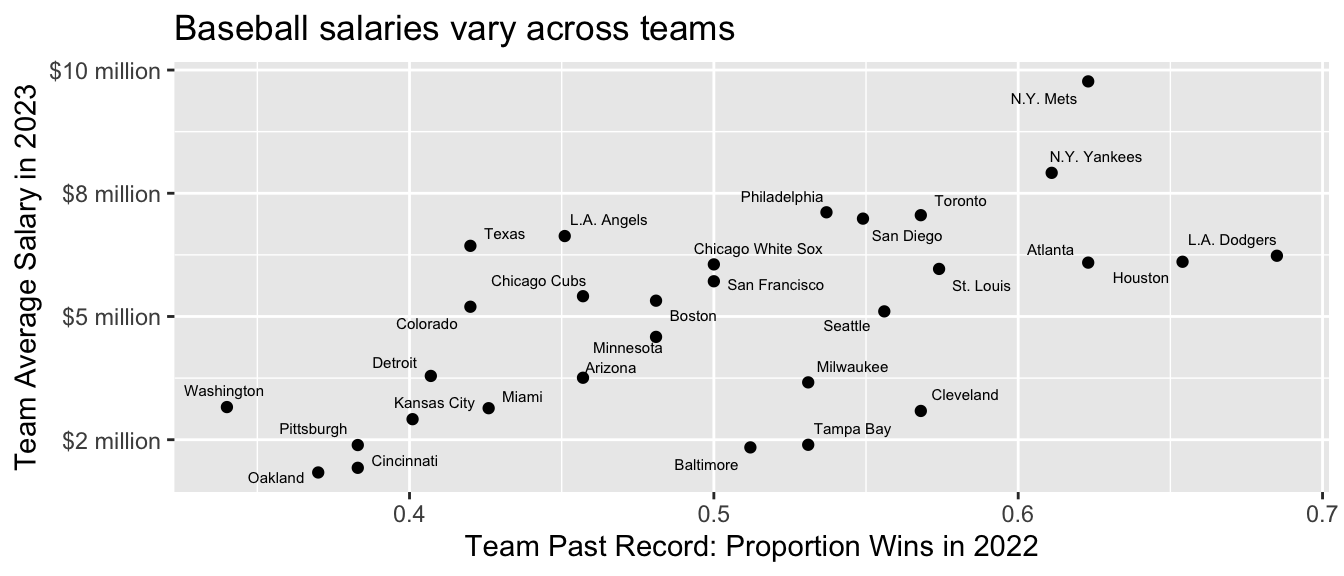 Baseball salaries vary across teams
Team Average Salary in 2023
$10 million
$8 million
$5 million
$2 million
N.Y. Mets
N.Y. Yankees
Philadelphia
Toronto
L.A. Angels
Texas
San Diego
L.A. Dodgers
Chicago White Sox
Atlanta
Houston
Chicago Cubs
San Francisco
St. Louis
Boston
Colorado
Seattle
Minnesota
Detroit
Arizona
Milwaukee
Washington
Miami
Cleveland
Kansas City
Pittsburgh
Tampa Bay
Cincinnati
Baltimore
Oakland
0.4
0.5
0.6
0.7
Team Past Record: Proportion Wins in 2022